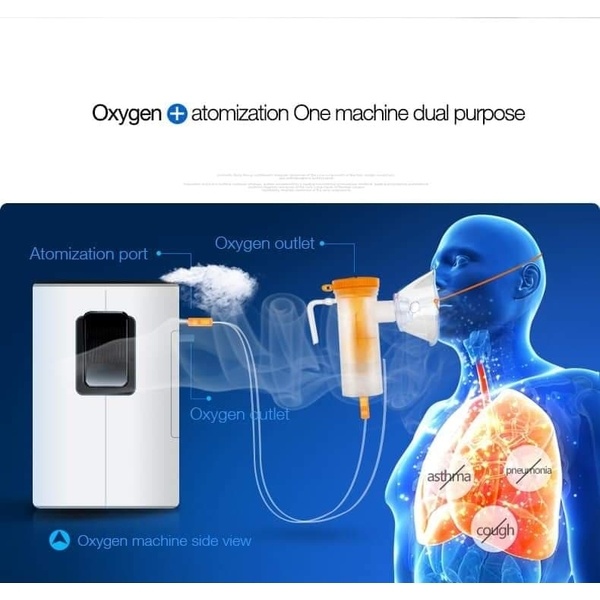 Oxygen + atomization One machine dual purpose
Oxygen outlet
Atomization port
Oxygen outlet
asthma
pneumonia
cough
Oxygen machine side view